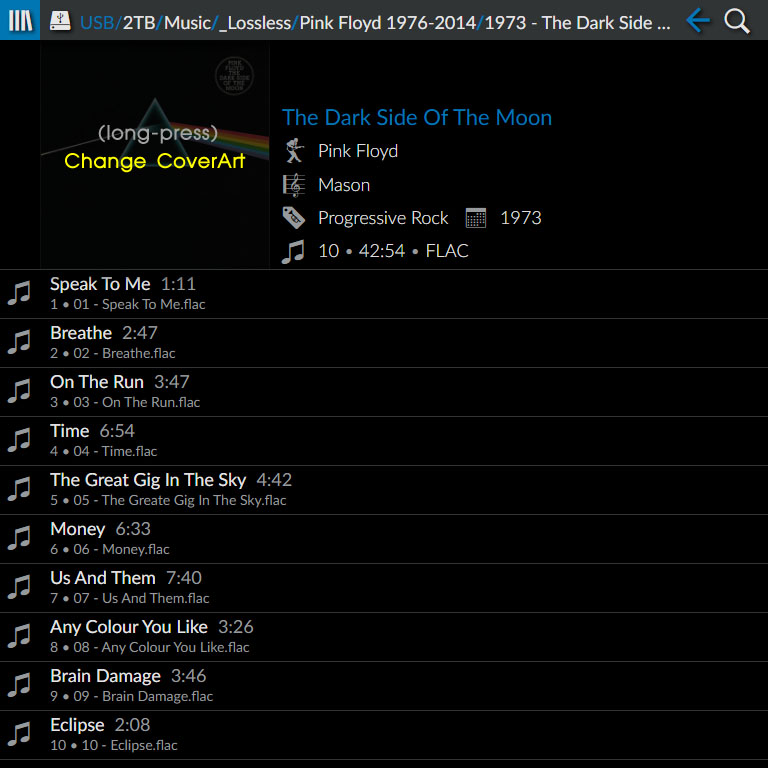 USB/2TB/Music/_Lossless/Pink Floyd 1976-2014/1973 - The Dark Side ...
PINK
FLOYD
THE
DARK SIDE
OF THE
MOON
(long-press)
Change CoverArt
The Dark Side Of The Moon
Pink Floyd
Mason
Progressive Rock 1973
10 • 42:54 • FLAC
Speak To Me 1:11
1 • 01 - Speak To Me.flac
Breathe 2:47
2 • 02 - Breathe.flac
On The Run 3:47
3 • 03 - On The Run.flac
Time 6:54
4 • 04 - Time.flac
The Great Gig In The Sky 4:42
5 • 05 - The Greate Gig In The Sky.flac
Money 6:33
6 • 06 - Money.flac
Us And Them 7:40
7 • 07 - Us And Them.flac
Any Colour You Like 3:26
8 • 08 - Any Colour You Like.flac
Brain Damage 3:46
9 • 09 - Brain Damage.flac
Eclipse 2:08
10 • 10 - Eclipse.flac